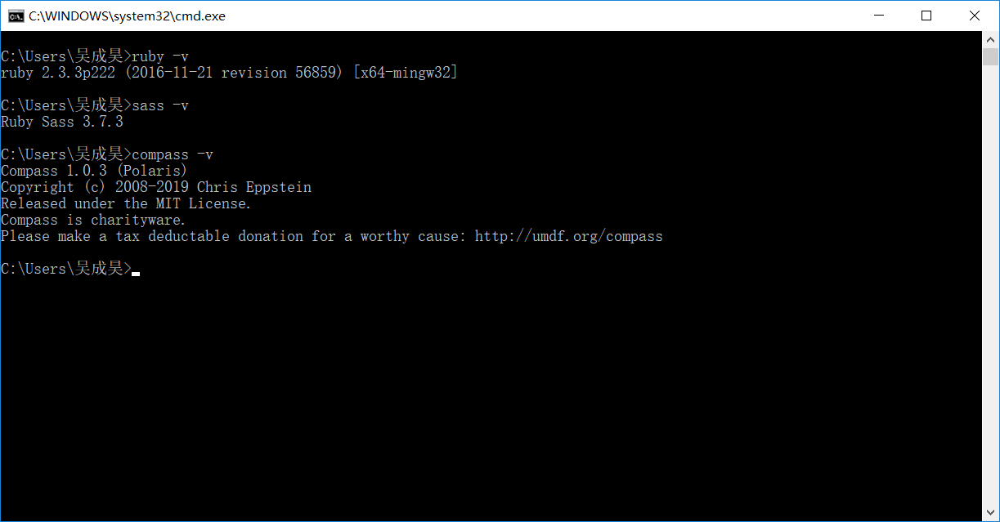 C:\WINDOWS\system32\cmd.exe
C:\Users\吴成昊>ruby -v
ruby 2.3.3p222 (2016-11-21 revision 56859) [x64-mingw32]
C:\Users\吴成昊>sass -v
Ruby Sass 3.7.3
C:\Users\吴成昊>compass -v
Compass 1.0.3 (Polaris)
Copyright (c) 2008-2019 Chris Eppstein
Released under the MIT License.
Compass is charityware.
Please make a tax deductable donation for a worthy cause: http://umdf.org/compass
C:\Users\吴成昊>